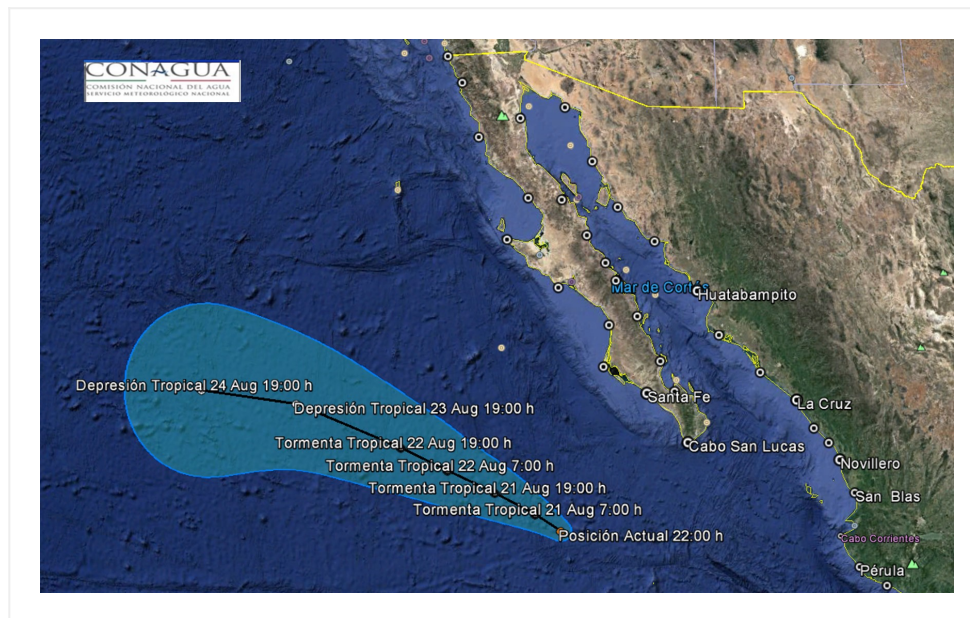 CONAGUA
COMISIÓN NACIONAL DEL AGUA
SERVICIO METEOROLÓGICO NACIONAL
Mar de Cortés
Huatabampito
Depresión Tropical 24 Aug 19:00 h
Santa Fe
La Cruz
Depresión Tropical 23 Aug 19:00 h
Tormenta Tropical 22 Aug 19:00 h
Cabo San Lucas
Tormenta Tropical 22 Aug 7:00 h
Novillero
Tormenta Tropical 21 Aug 19:00 h
San Blas
Tormenta Tropical 21 Aug 7:00 h
Posición Actual 22:00 h
Cabo Corrientes
Pérula